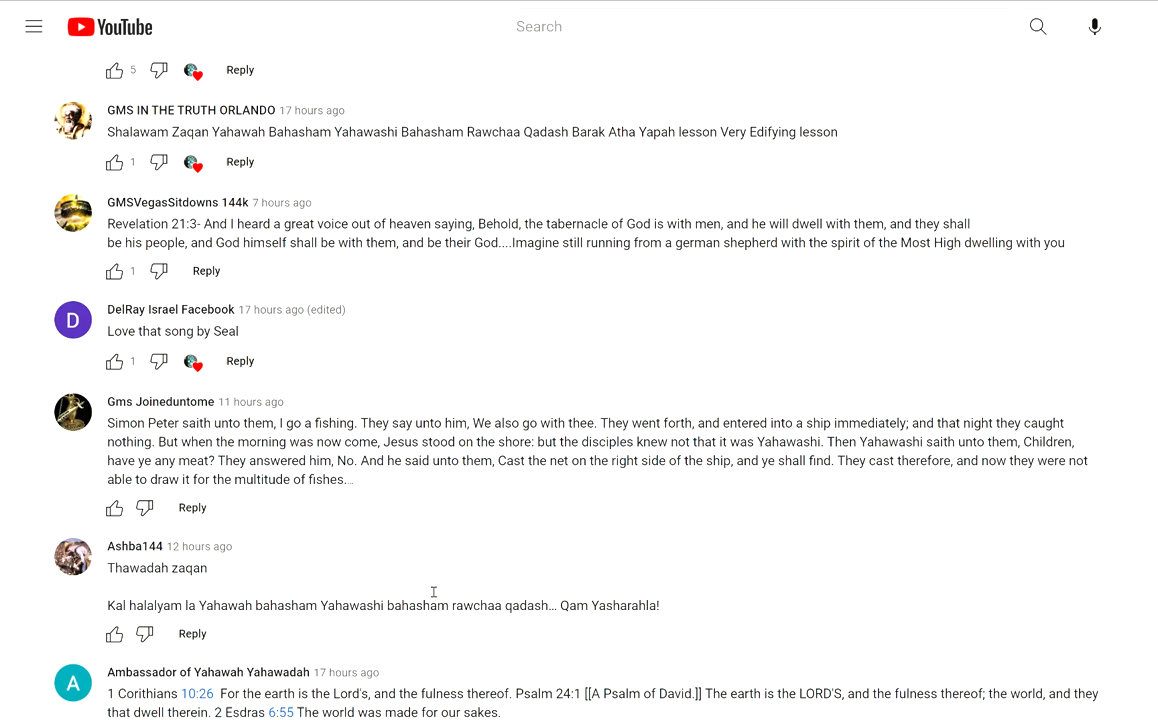 YouTube
Search
5
Reply
GMS IN THE TRUTH ORLANDO 17 hours ago
Shalawam Zaqan Yahawah Bahasham Yahawashi Bahasham Rawchaa Qadash Barak Atha Yapah lesson Very Edifying lesson
1
Reply
GMSVegasSitdowns 144k 7 hours ago
Revelation 21:3- And I heard a great voice out of heaven saying, Behold, the tabernacle of God is with men, and he will dwell with them, and they shall
be his people, and God himself shall be with them, and be their God....Imagine still running from a german shepherd with the spirit of the Most High dwelling with you
1
Reply
D
DelRay Israel Facebook 17 hours ago (edited)
Love that song by Seal
1
Reply
Gms Joineduntome 11 hours ago
Simon Peter saith unto them, I go a fishing. They say unto him, We also go with thee. They went forth, and entered into a ship immediately; and that night they caught
nothing. But when the morning was now come, Jesus stood on the shore: but the disciples knew not that it was Yahawashi. Then Yahawashi saith unto them, Children,
have ye any meat? They answered him, No. And he said unto them, Cast the net on the right side of the ship, and ye shall find. They cast therefore, and now they were not
able to draw it for the multitude of fishes....
Reply
Ashba144 12 hours ago
Thawadah zaqan
Kal halalyam la Yahawah bahasham Yahawashi bahasham rawchaa qadash... Qam Yasharahla!
Reply
A
Ambassador of Yahawah Yahawadah 17 hours ago
1 Corithians 10:26 For the earth is the Lord's, and the fulness thereof. Psalm 24:1 [[A Psalm of David.]] The earth is the LORD'S, and the fulness thereof; the world, and they
that dwell therein. 2 Esdras 6:55 The world was made for our sakes.